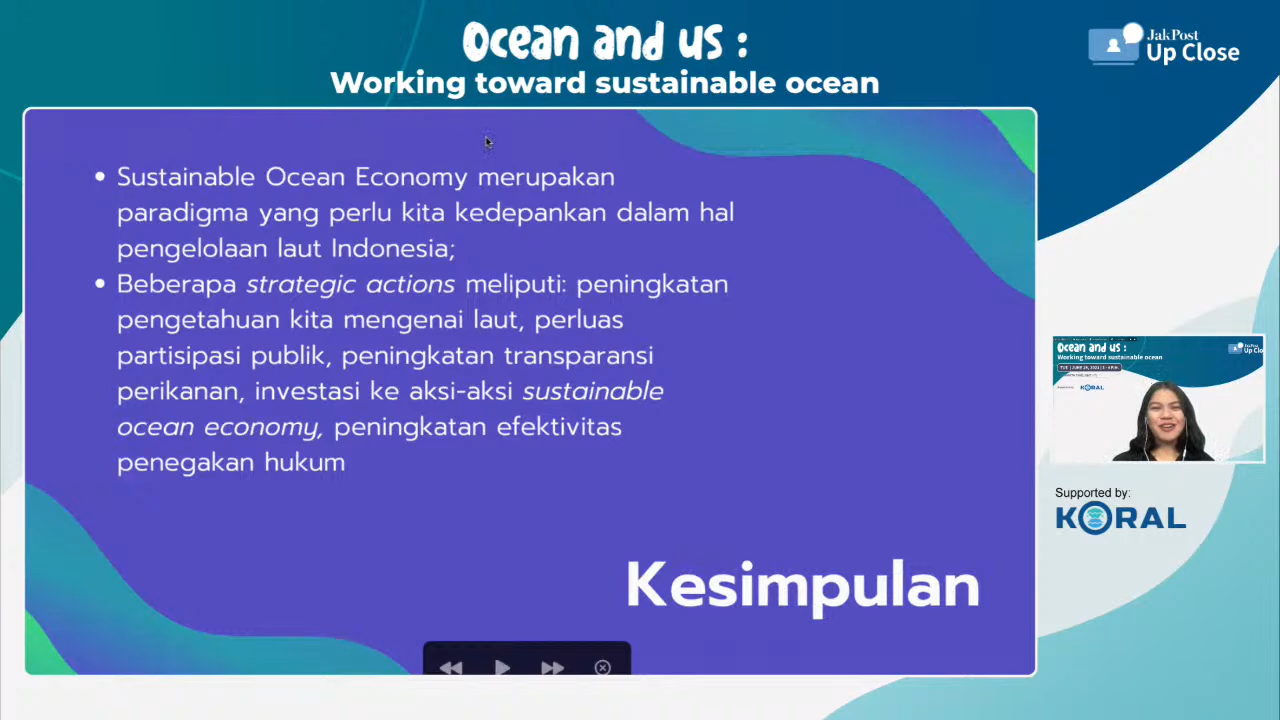 Ocean and us :
Working toward sustainable ocean
JakPost
Up Close
• Sustainable Ocean Economy merupakan
paradigma yang perlu kita kedepankan dalam hal
pengelolaan laut Indonesia;
• Beberapa strategic actions meliputi: peningkatan
pengetahuan kita mengenai laut, perluas
partisipasi publik, peningkatan transparansi
perikanan, investasi ke aksi-aksi sustainable
ocean economy, peningkatan efektivitas
penegakan hukum
Kesimpulan
Ocean and us :
Working toward sustainable ocean
KORAL
Supported by:
KORAL